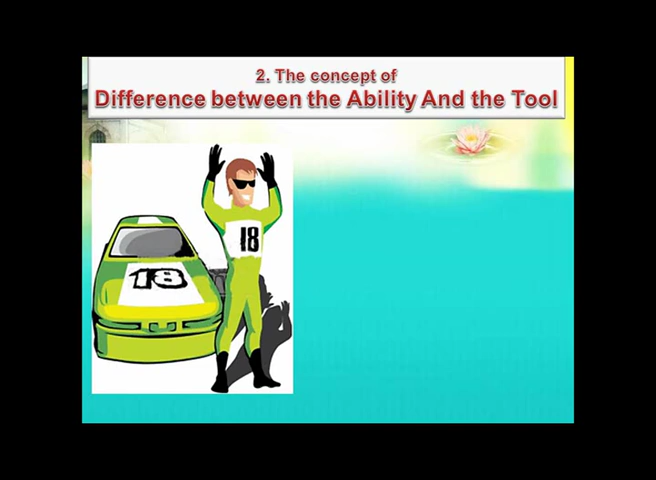 2. The concept of
Difference between the Ability And the Tool
18
18